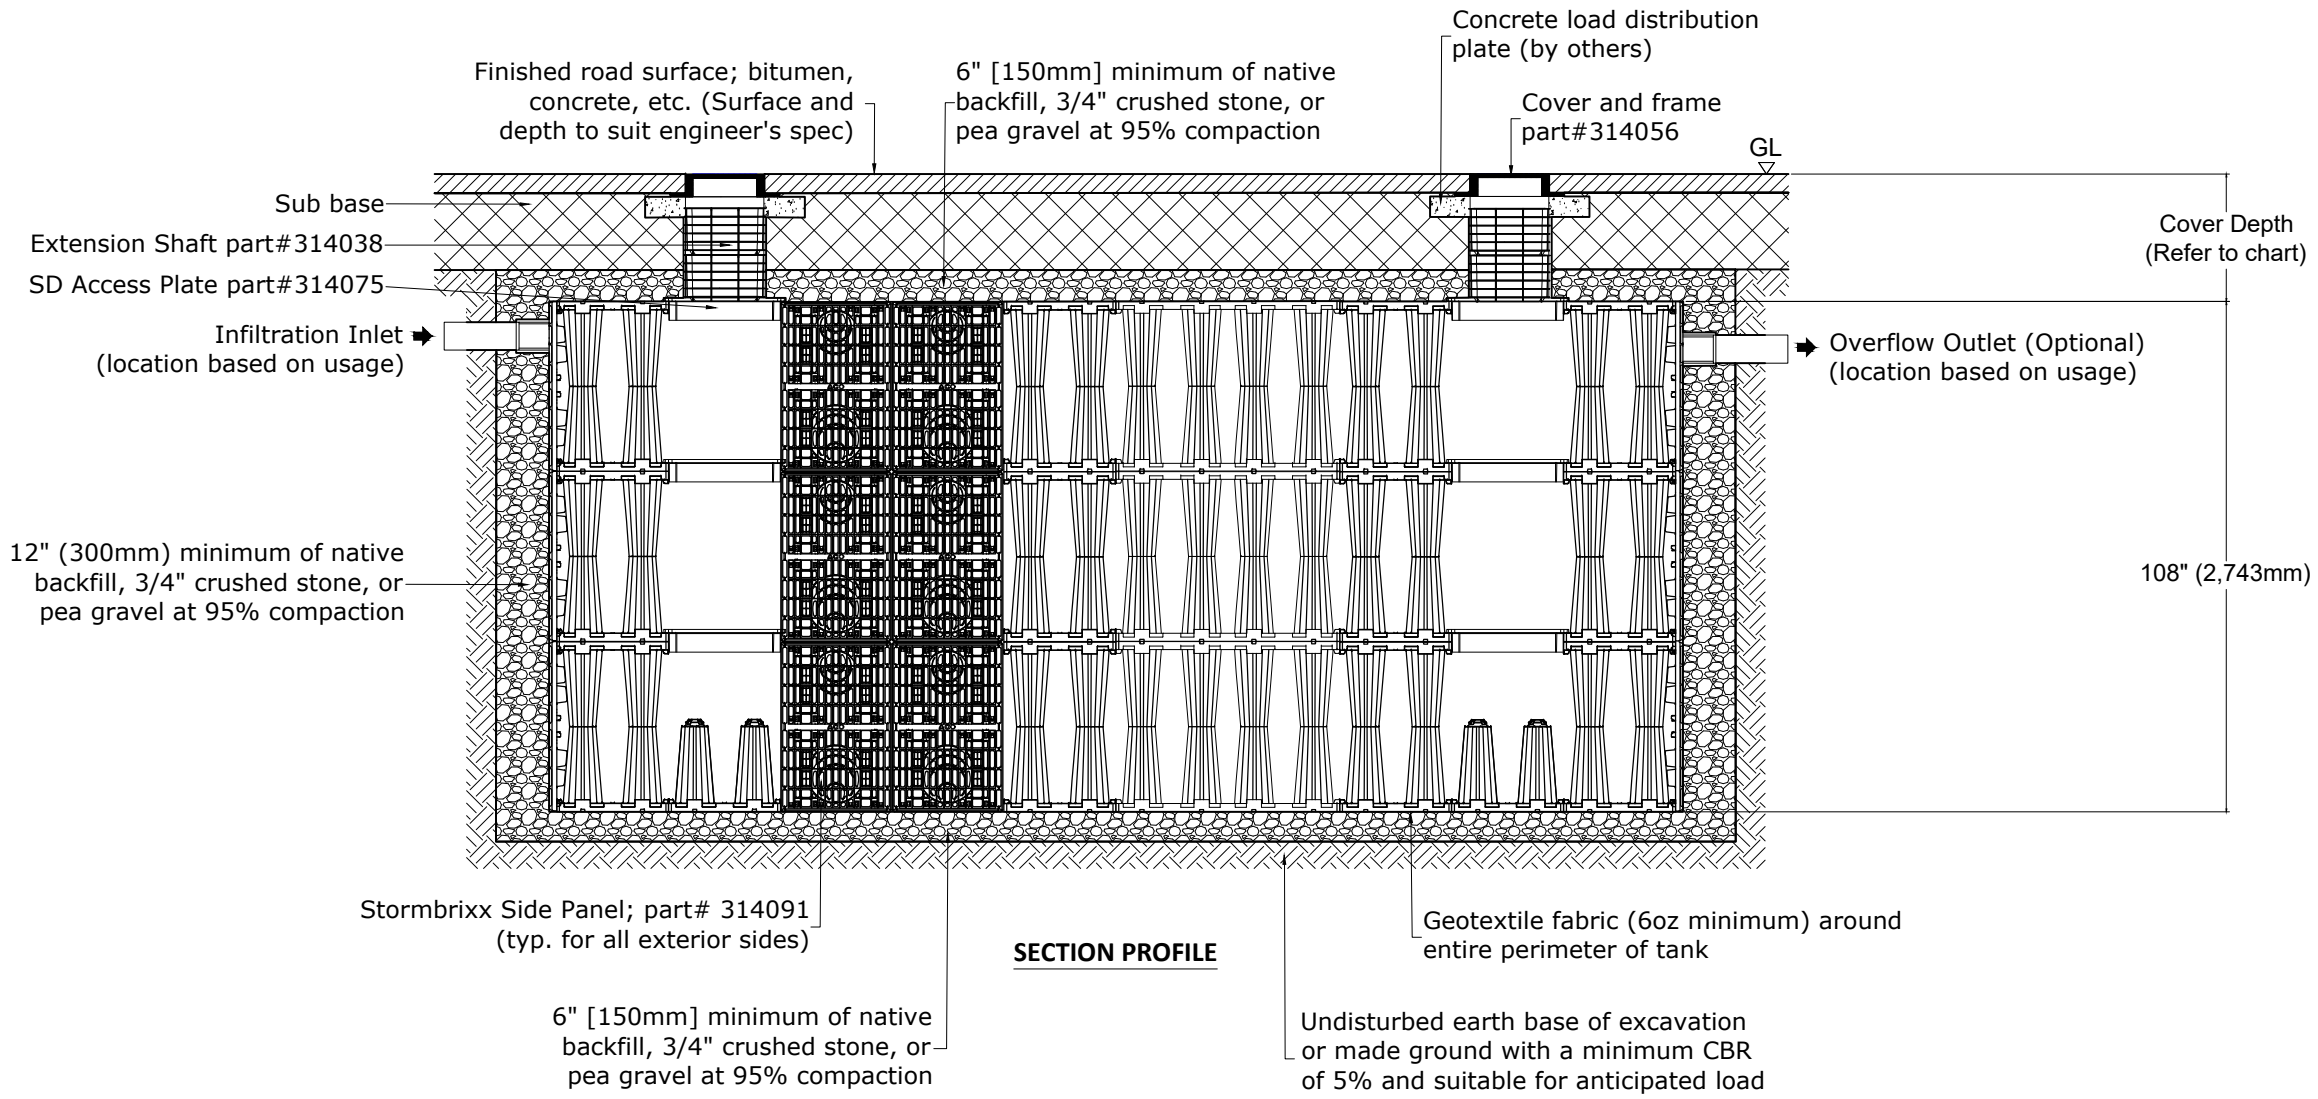 Concrete load distribution
plate (by others)
Finished road surface; bitumen,
concrete, etc. (Surface and
depth to suit engineer's spec)
6" [150mm] minimum of native
backfill, 3/4" crushed stone, or
pea gravel at 95% compaction
Cover and frame
part#314056
GL
Sub base
Extension Shaft part#314038
SD Access Plate part#314075
Cover Depth
(Refer to chart)
Infiltration Inlet
(location based on usage)
Overflow Outlet (Optional)
(location based on usage)
12" (300mm) minimum of native
backfill, 3/4" crushed stone, or
pea gravel at 95% compaction
108" (2,743mm)
Stormbrixx Side Panel; part# 314091
(typ. for all exterior sides)
SECTION PROFILE
Geotextile fabric (6oz minimum) around
entire perimeter of tank
6" [150mm] minimum of native
backfill, 3/4" crushed stone, or
pea gravel at 95% compaction
Undisturbed earth base of excavation
or made ground with a minimum CBR
of 5% and suitable for anticipated load